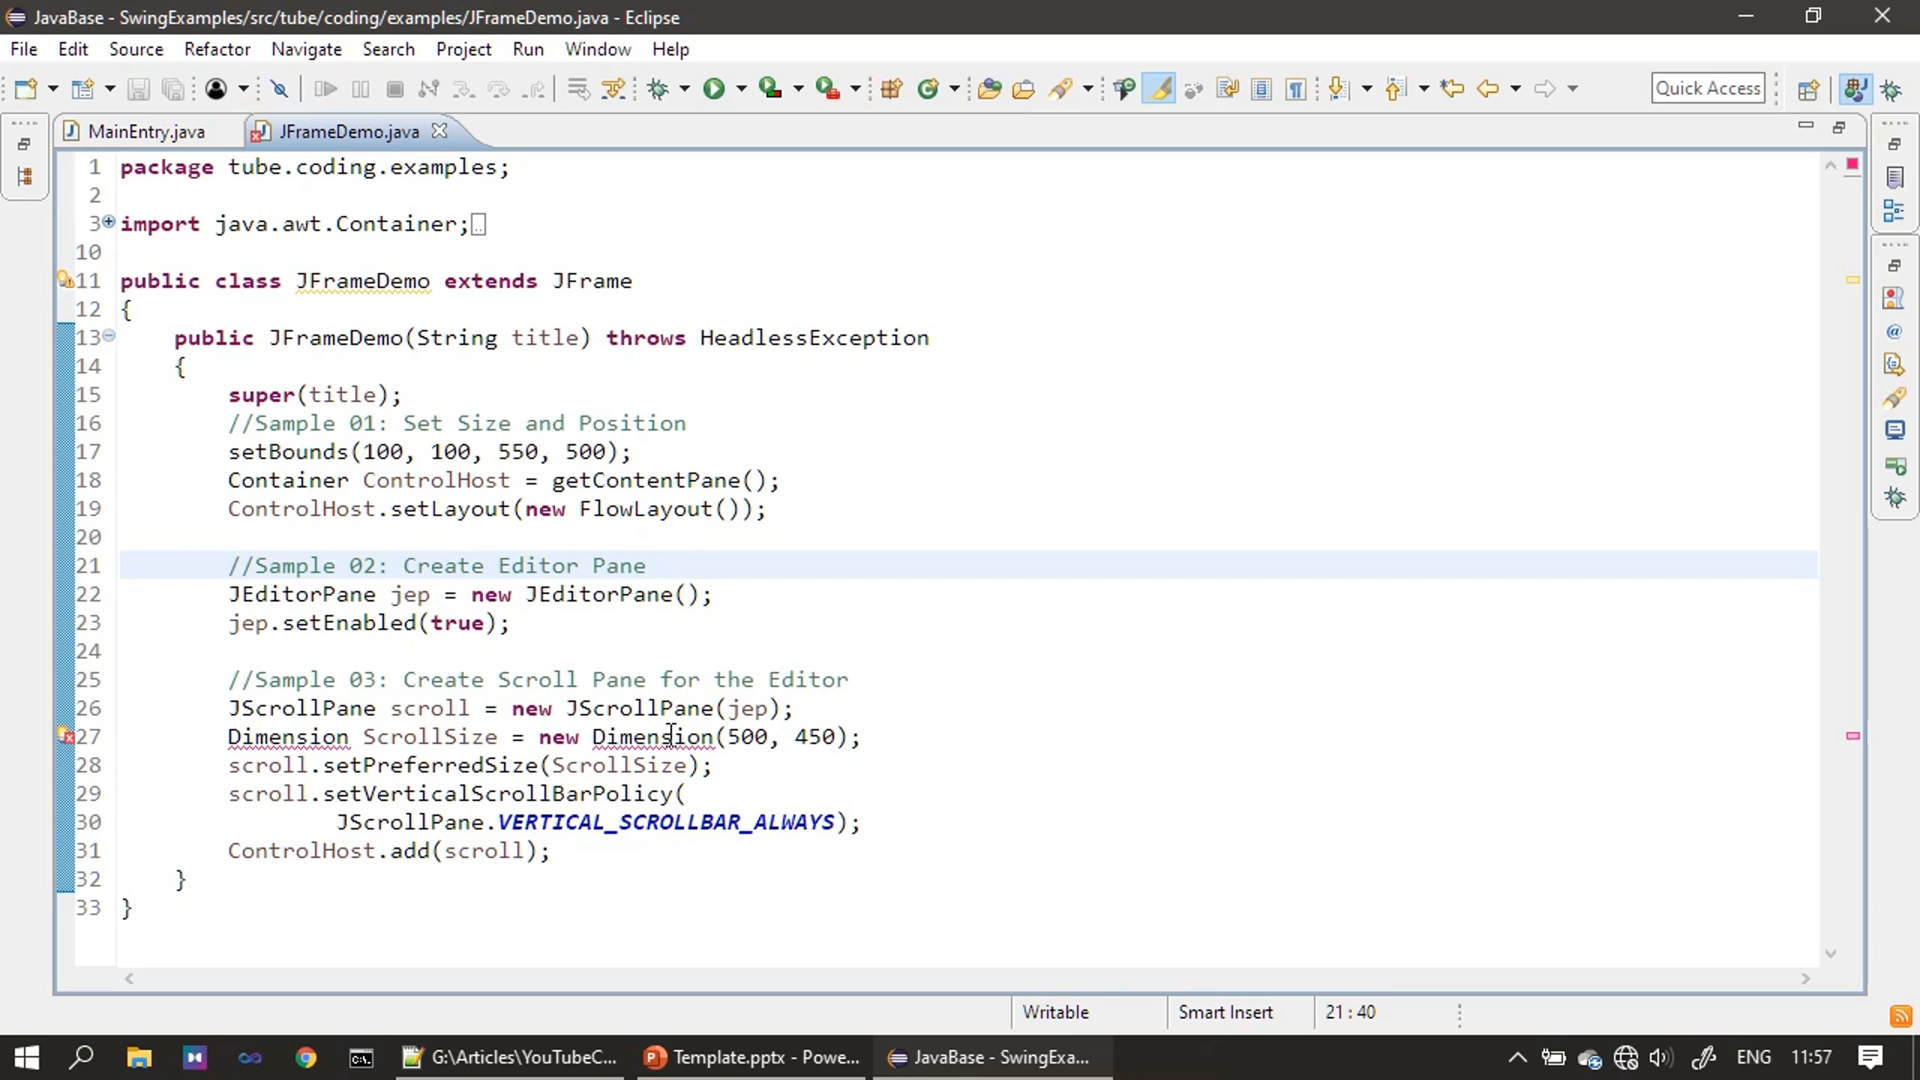 JavaBase - SwingExamples/src/tube/coding/examples/JFrameDemo.java - Eclipse
File Edit Source Refactor Navigate Search Project Run Window Help
Quick Access
MainEntry.java JFrameDemo.java
1 package tube.coding.examples;
2
3 import java.awt.Container;
10
11 public class JFrameDemo extends JFrame
12 {
13 public JFrameDemo(String title) throws HeadlessException
14 {
15 super(title);
16 //Sample 01: Set Size and Position
17 setBounds(100, 100, 550, 500);
18 Container ControlHost = getContentPane();
19 ControlHost.setLayout(new FlowLayout());
20
21 //Sample 02: Create Editor Pane
22 JEditorPane jep = new JEditorPane();
23 jep.setEnabled(true);
24
25 //Sample 03: Create Scroll Pane for the Editor
26 JScrollPane scroll = new JScrollPane(jep);
27 Dimension ScrollSize = new Dimension(500, 450);
28 scroll.setPreferredSize(ScrollSize);
29 scroll.setVerticalScrollBarPolicy(
30 JScrollPane.VERTICAL_SCROLLBAR_ALWAYS);
31 ControlHost.add(scroll);
32 }
33 }
Writable Smart Insert 21 : 40
G:\Articles\YouTubeC... Template.pptx - Powe... JavaBase - SwingExa... ENG 11:57